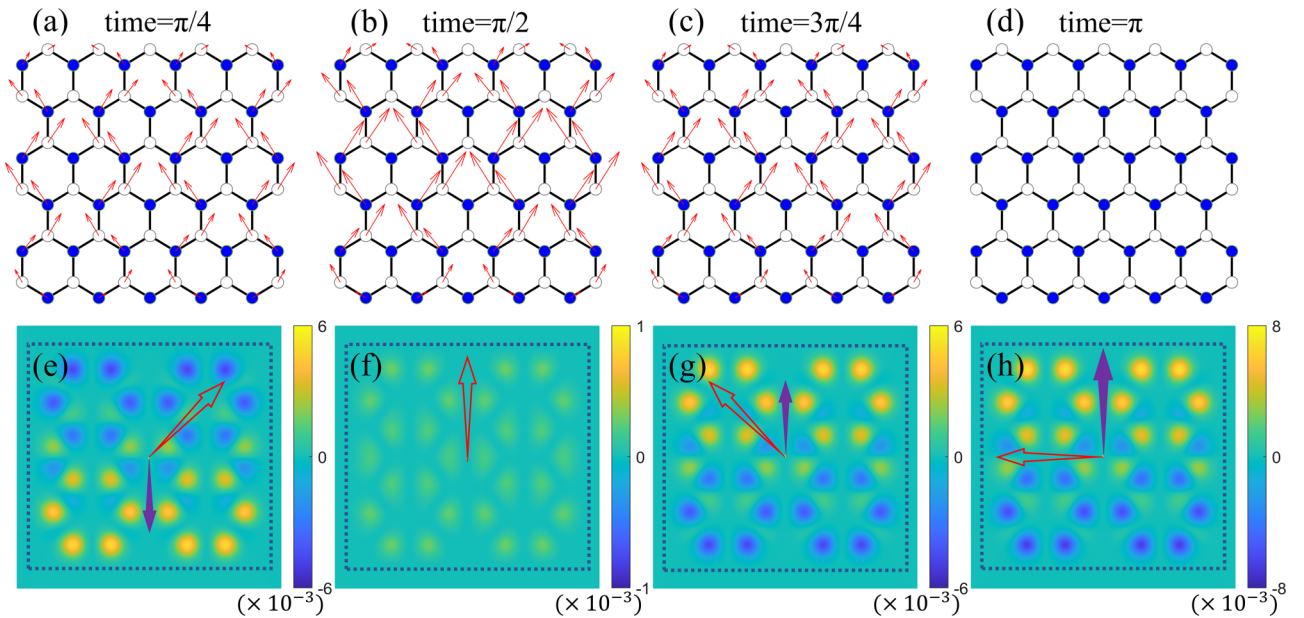 (a) time=π/4
(b) time=π/2
(c) time=3π/4
(d) time=π
(e)
6
0
-6
(× 10⁻³)
(f)
1
0
-1
(× 10⁻³)
(g)
6
0
-6
(× 10⁻³)
(h)
8
0
-8
(× 10⁻³)